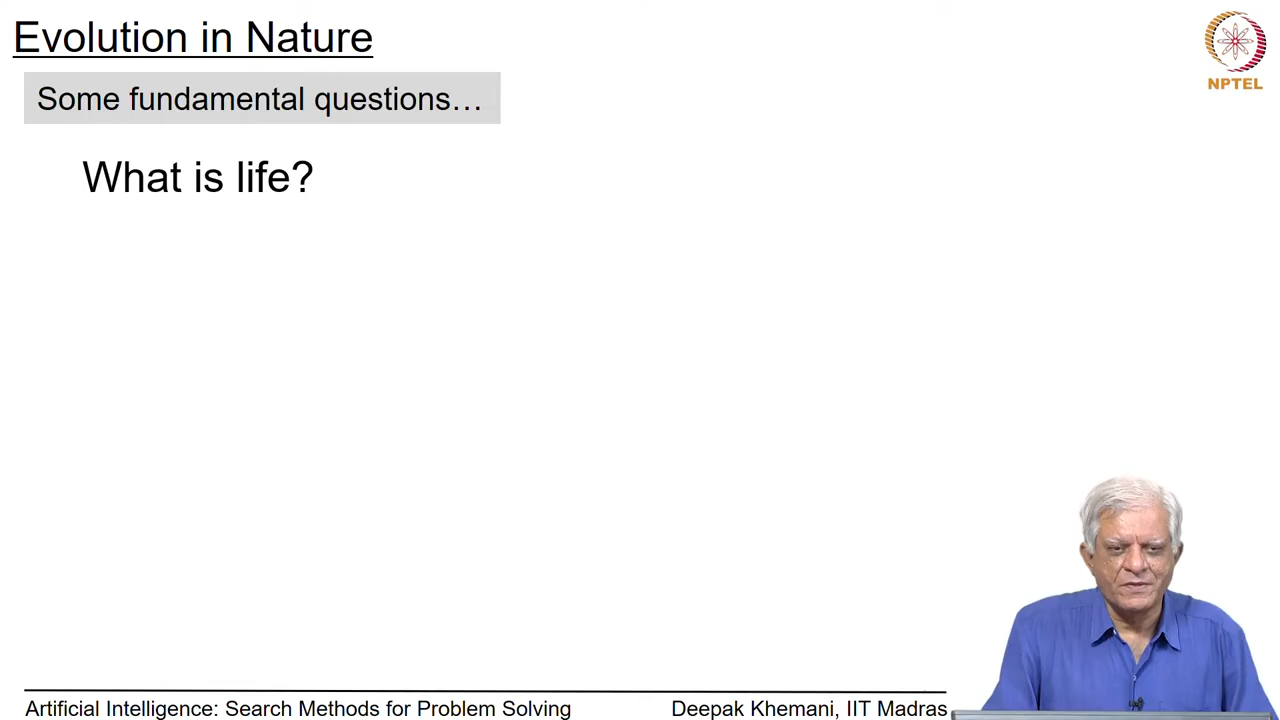 Evolution in Nature
NPTEL
Some fundamental questions…
What is life?
Artificial Intelligence: Search Methods for Problem Solving
Deepak Khemani, IIT Madras